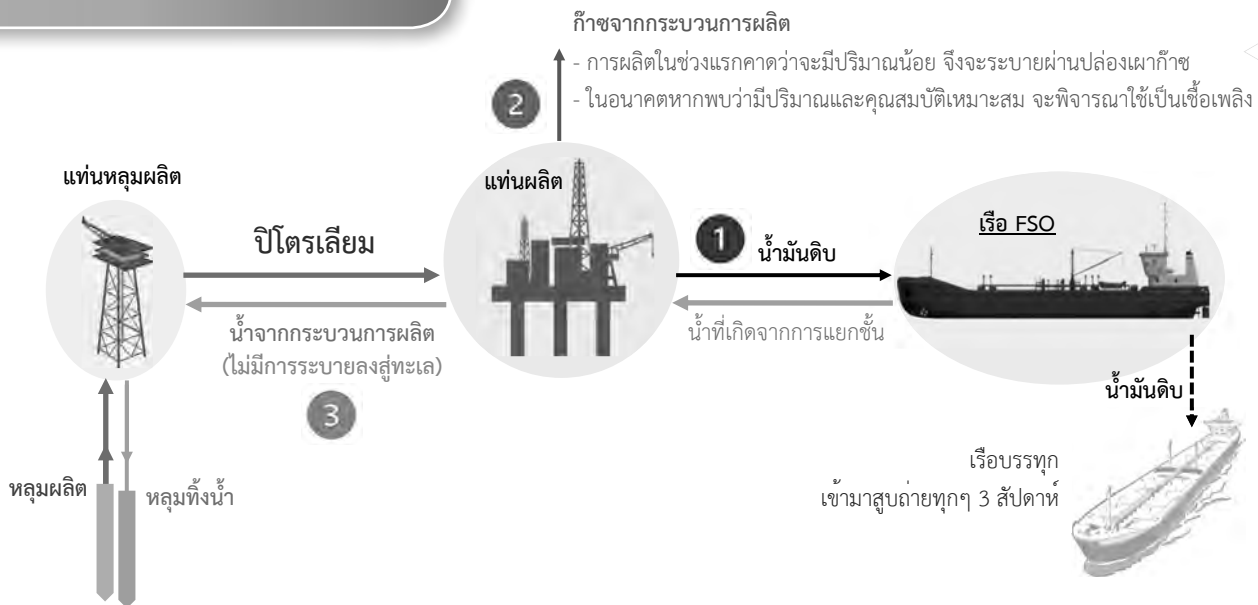 ก๊าซจากกระบวนการผลิต
- การผลิตในช่วงแรกคาดว่าจะมีปริมาณน้อย จึงจะระบายผ่านปล่องเผาก๊าซ
- ในอนาคตหากพบว่ามีปริมาณและคุณสมบัติเหมาะสม จะพิจารณาใช้เป็นเชื้อเพลิง
2
แท่นหลุมผลิต
แท่นผลิต
เรือ FSO
ปิโตรเลียม
1
น้ำมันดิบ
น้ำจากกระบวนการผลิต
(ไม่มีการระบายลงสู่ทะเล)
3
น้ำที่เกิดจากการแยกชั้น
น้ำมันดิบ
หลุมผลิต
หลุมทิ้งน้ำ
เรือบรรทุก
เข้ามาสูบถ่ายทุกๆ 3 สัปดาห์